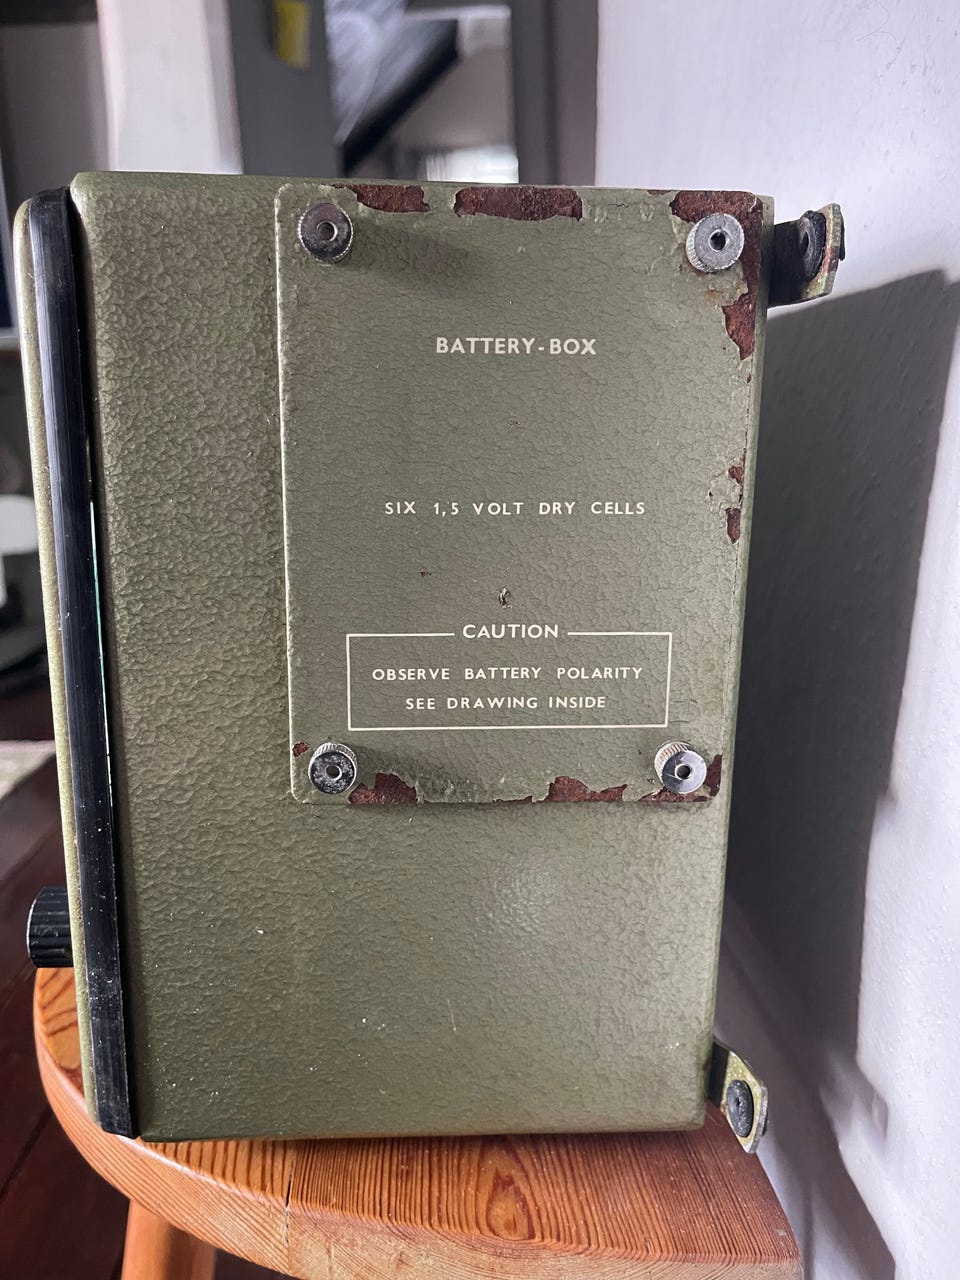 BATTERY-BOX
SIX 1,5 VOLT DRY CELLS
CAUTION
OBSERVE BATTERY POLARITY
SEE DRAWING INSIDE